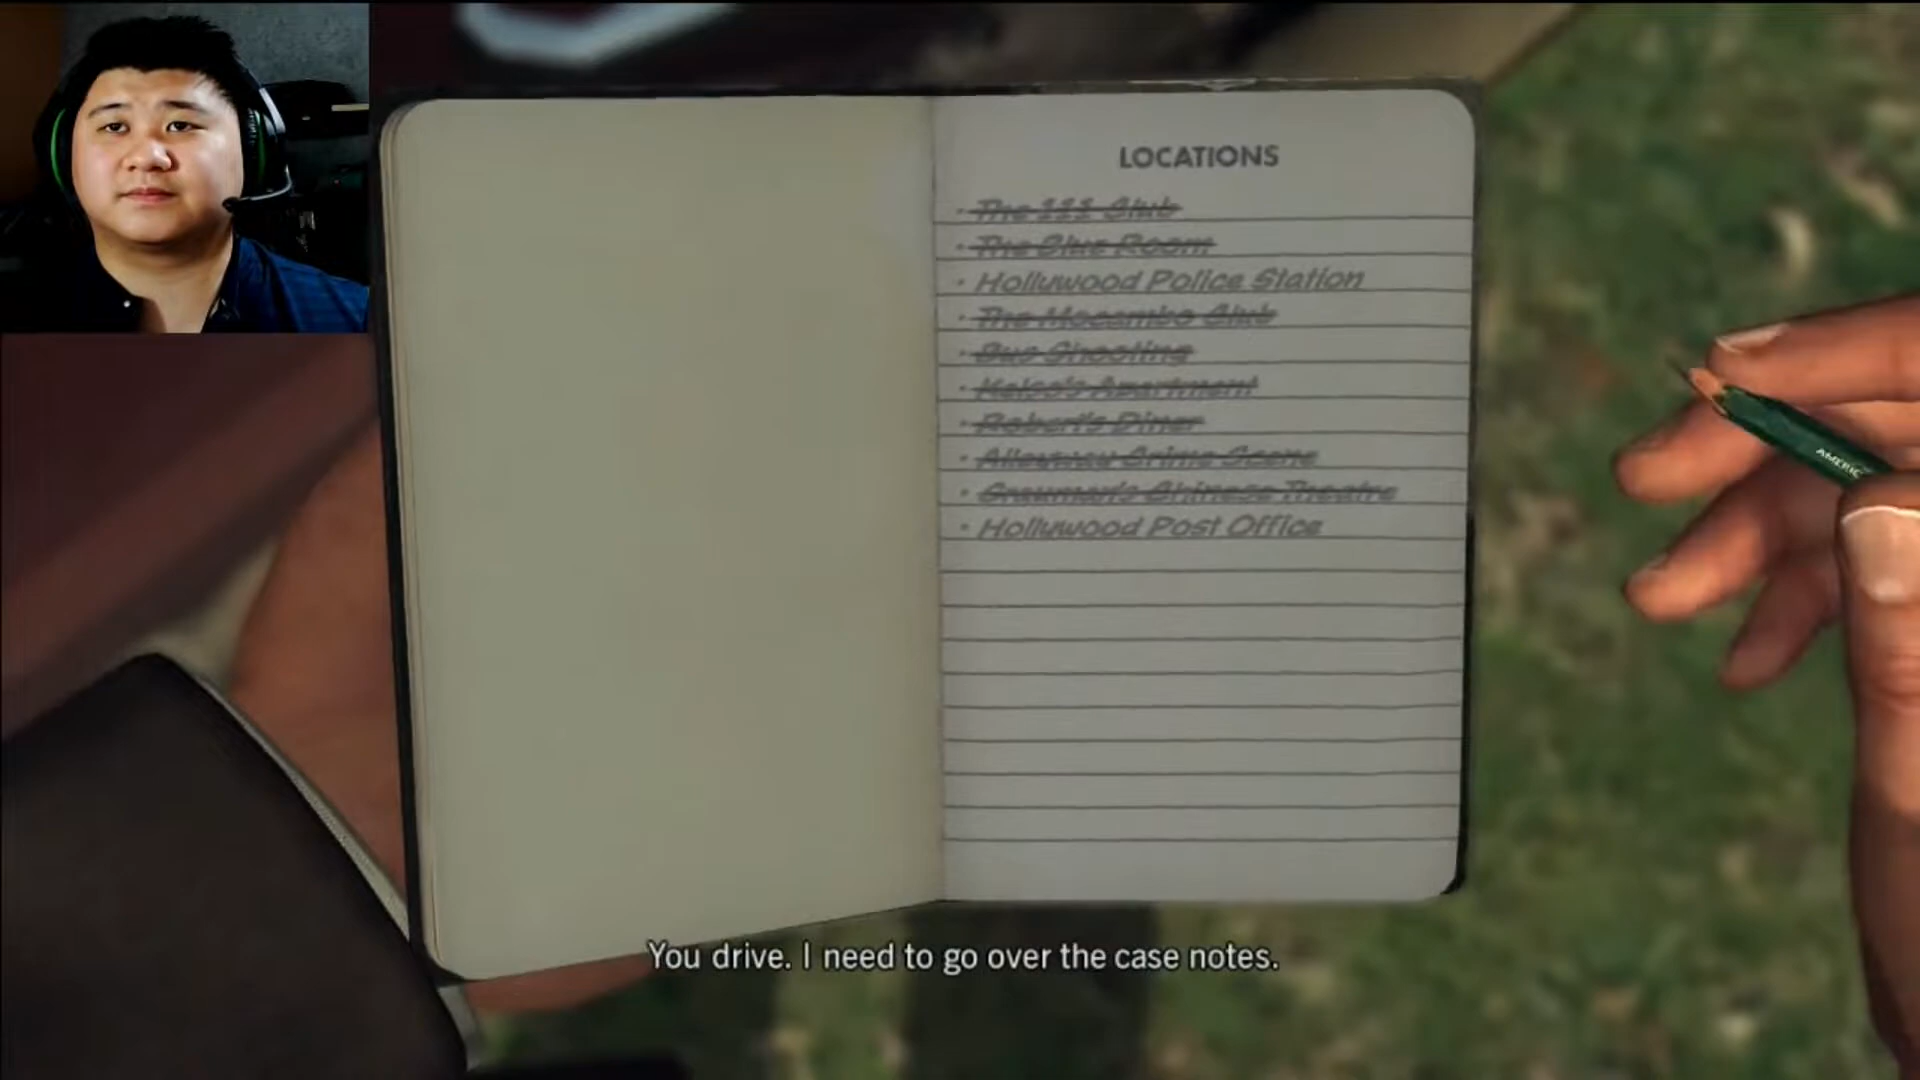 LOCATIONS
· The 111 Club
· The Blue Room
· Hollywood Police Station
· The Mocambo Club
· Bus Shooting
· Kelso's Apartment
· Robert's Diner
· Alleyway Crime Scene
· Grauman's Chinese Theatre
· Hollywood Post Office
AMERIC
You drive. I need to go over the case notes.